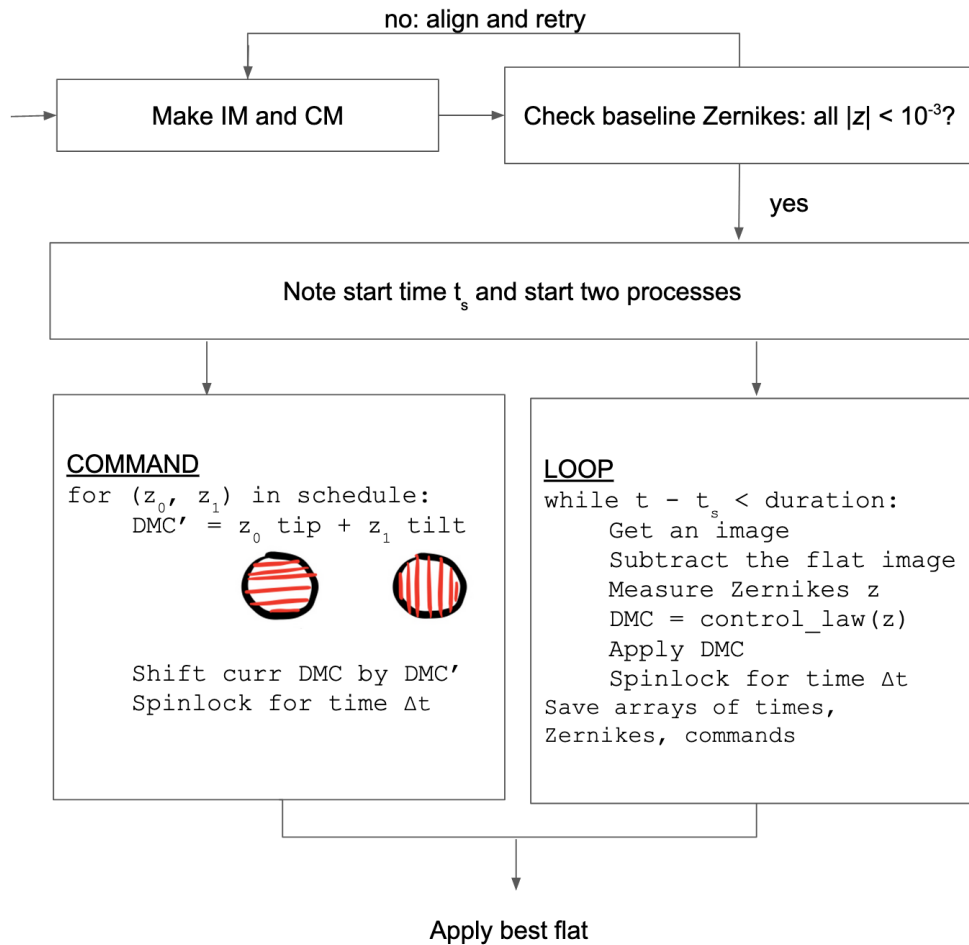 no: align and retry
Make IM and CM
Check baseline Zernikes: all |z| < 10⁻³?
yes
Note start time tₛ and start two processes
COMMAND
for (z₀, z₁) in schedule:
DMC’ = z₀ tip + z₁ tilt
Shift curr DMC by DMC’
Spinlock for time Δt
LOOP
while t - tₛ < duration:
Get an image
Subtract the flat image
Measure Zernikes z
DMC = control_law(z)
Apply DMC
Spinlock for time Δt
Save arrays of times,
Zernikes, commands
Apply best flat